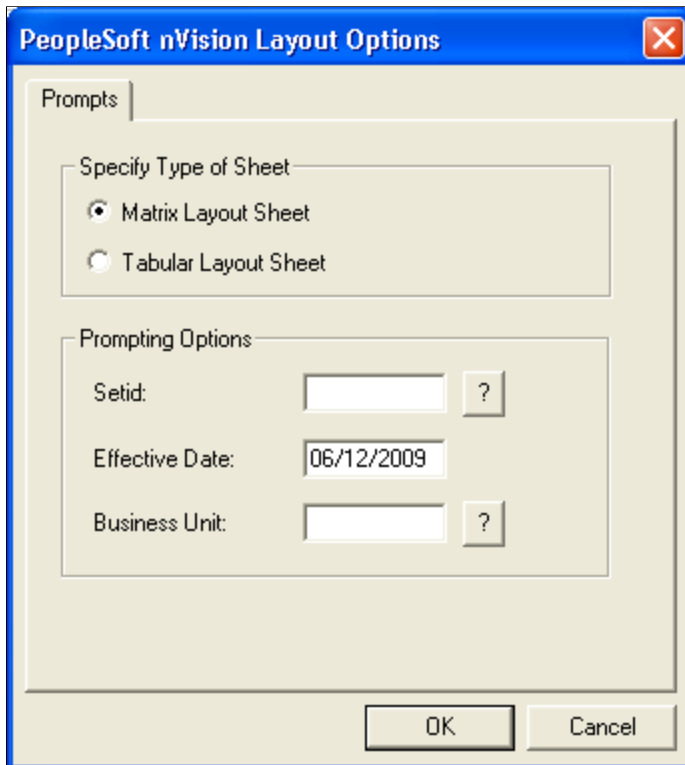 PeopleSoft nVision Layout Options
Prompts
Specify Type of Sheet
Matrix Layout Sheet
Tabular Layout Sheet
Prompting Options
Setid: ?
Effective Date: 06/12/2009
Business Unit: ?
OK Cancel